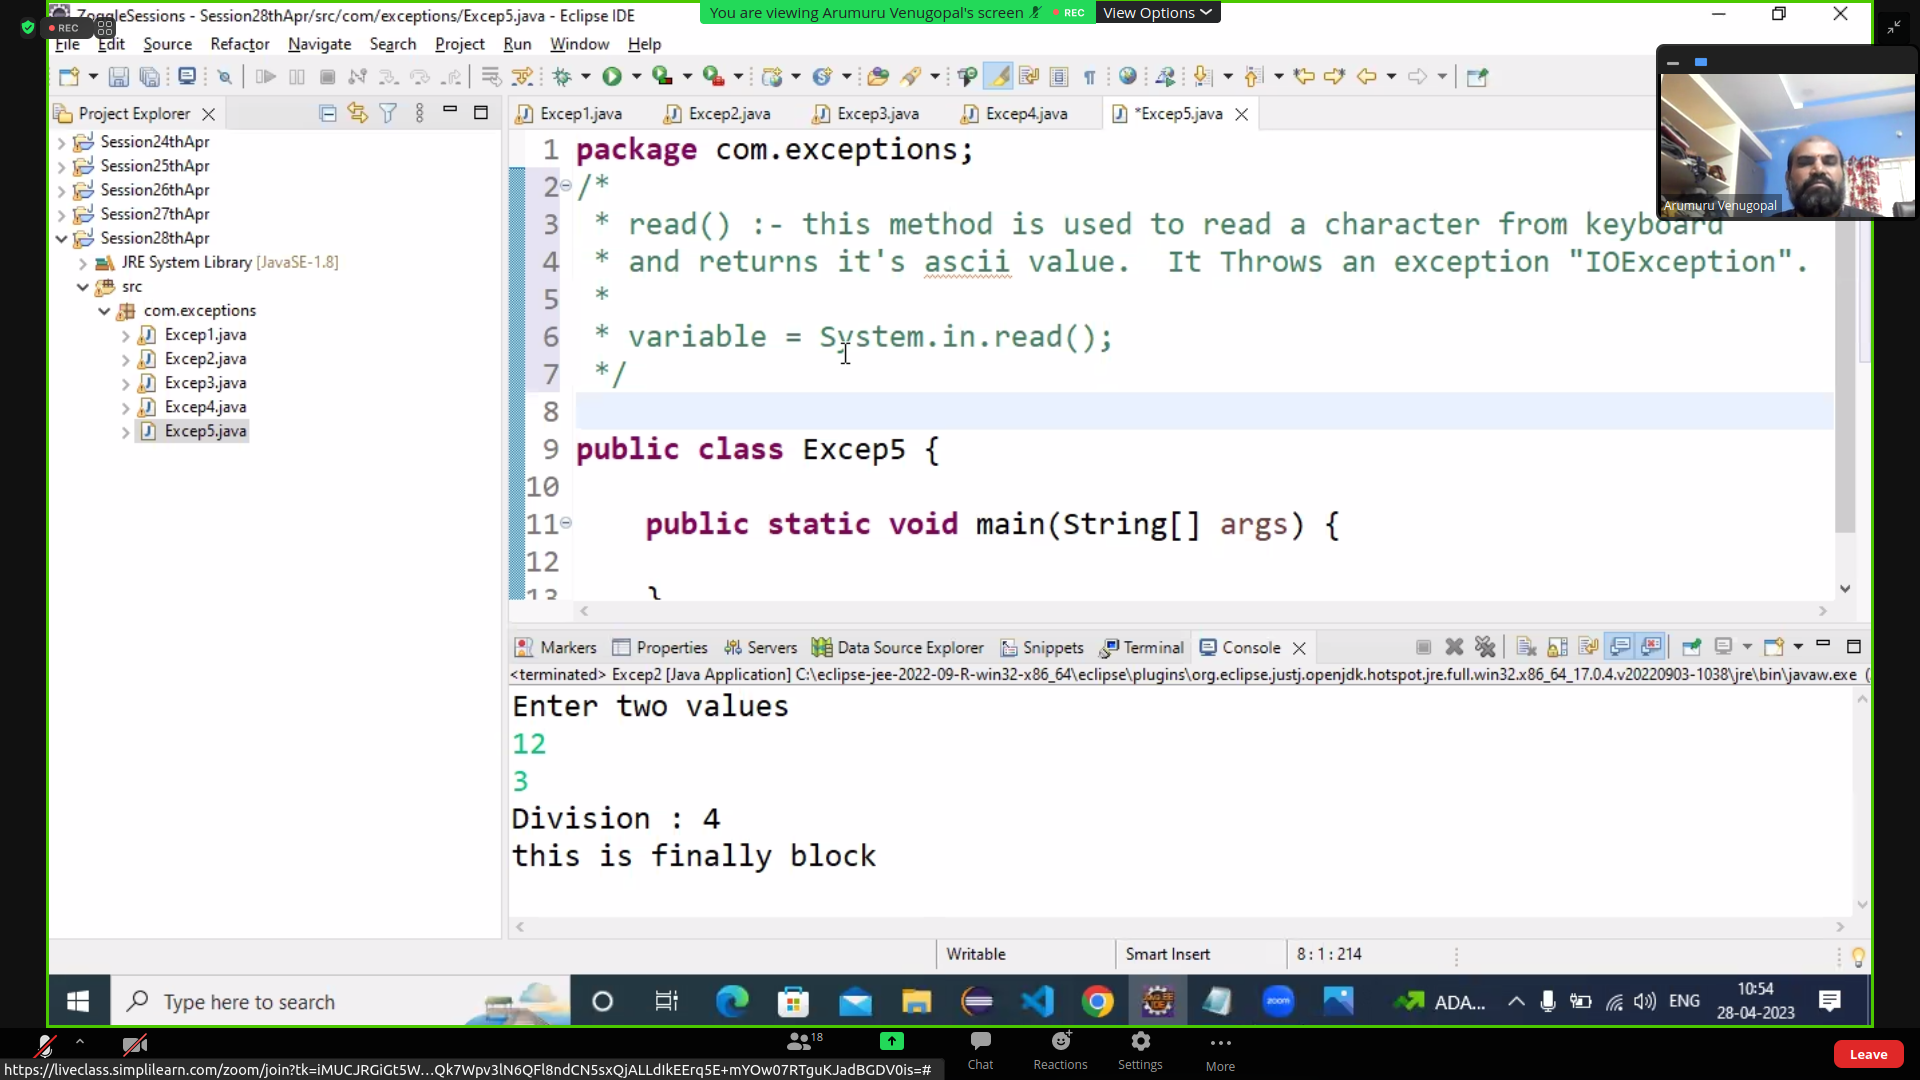 ZoggleSessions - Session28thApr/src/com/exceptions/Excep5.java - Eclipse IDE
You are viewing Arumuru Venugopal's screen
REC
View Options
REC
File Edit Source Refactor Navigate Search Project Run Window Help
Project Explorer
Excep1.java
Excep2.java
Excep3.java
Excep4.java
*Excep5.java
Arumuru Venugopal
Session24thApr
Session25thApr
Session26thApr
Session27thApr
Session28thApr
JRE System Library [JavaSE-1.8]
src
com.exceptions
Excep1.java
Excep2.java
Excep3.java
Excep4.java
Excep5.java
1 package com.exceptions;
2 /*
3 * read() :- this method is used to read a character from keyboard
4 * and returns it's ascii value.  It Throws an exception "IOException".
5 *
6 * variable = System.in.read();
7 */
8
9 public class Excep5 {
10
11 public static void main(String[] args) {
12
13 }
Markers Properties Servers Data Source Explorer Snippets Terminal Console
<terminated> Excep2 [Java Application] C:\eclipse-jee-2022-09-R-win32-x86_64\eclipse\plugins\org.eclipse.justj.openjdk.hotspot.jre.full.win32.x86_64_17.0.4.v20220903-1038\jre\bin\javaw.exe (
Enter two values
12
3
Division : 4
this is finally block
Writable
Smart Insert
8 : 1 : 214
Type here to search
zoom
ADA...
ENG
10:54
28-04-2023
18
Chat
Reactions
Settings
More
Leave
https://liveclass.simplilearn.com/zoom/join?tk=iMUCJRGiGt5W...Qk7Wpv3lN6QFl8ndCN5sxQjALLdIkEErq5E+mYOw07RTguKJadBGDV0is=#